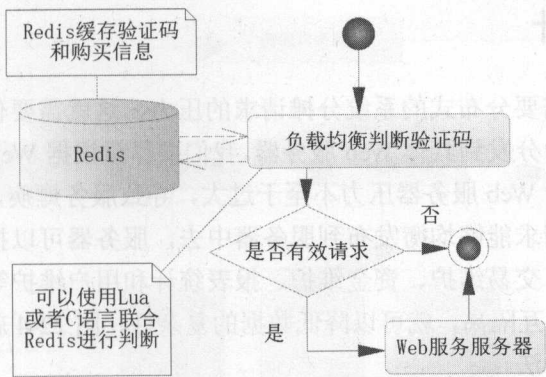 Redis缓存验证码
和购买信息
Redis
负载均衡判断验证码
否
是否有效请求
可以使用Lua
或者C语言联合
Redis进行判断
是
Web服务服务器